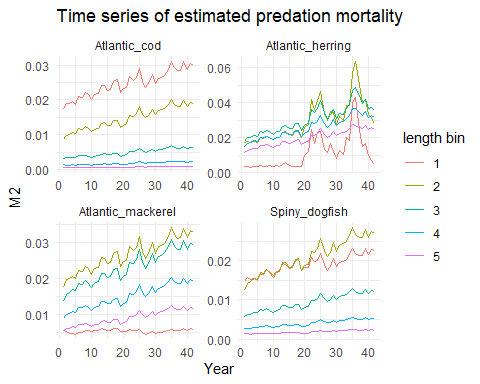 Time series of estimated predation mortality
Atlantic_cod
Atlantic_herring
0.03
0.02
0.01
0.00
0 10 20 30 40
0.06
0.04
0.02
0.00
0 10 20 30 40
Atlantic_mackerel
Spiny_dogfish
0.03
0.02
0.01
0 10 20 30 40
0.02
0.01
0.00
0 10 20 30 40
M2
Year
length bin
1
2
3
4
5